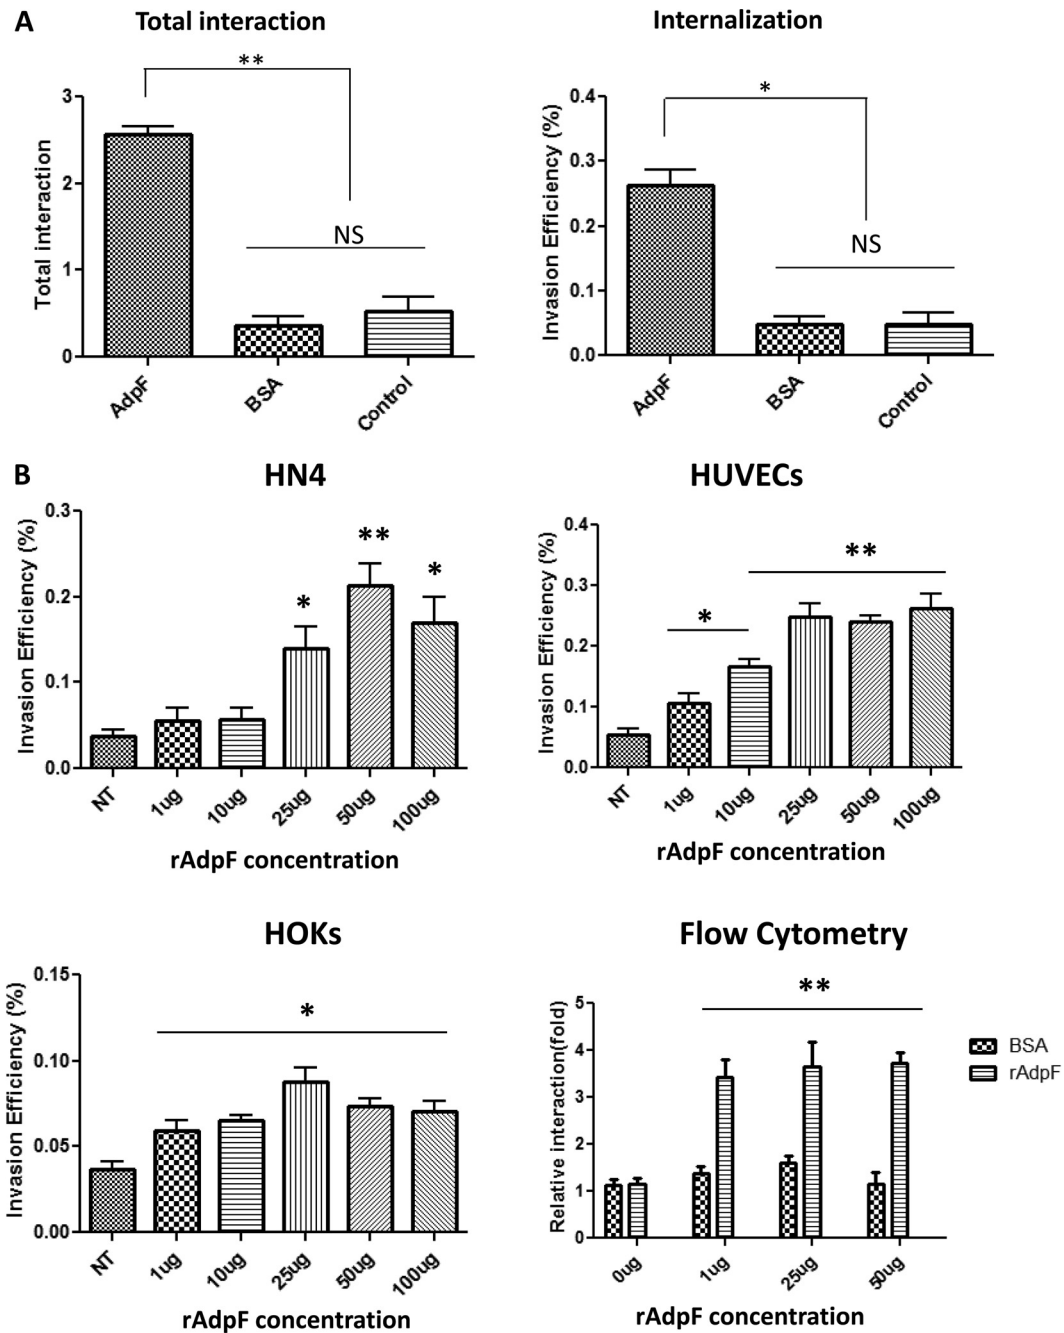 A
Total interaction
**
Total interaction
3
2
1
0
NS
AdpF
BSA
Control
Internalization
*
Invasion Efficiency (%)
0.4
0.3
0.2
0.1
0.0
NS
AdpF
BSA
Control
B
HN4
Invasion Efficiency (%)
0.3
0.2
0.1
0.0
*
**
*
NT
1ug
10ug
25ug
50ug
100ug
rAdpF concentration
HUVECs
Invasion Efficiency (%)
0.4
0.3
0.2
0.1
0.0
*
**
NT
1ug
10ug
25ug
50ug
100ug
rAdpF concentration
HOKs
Invasion Efficiency (%)
0.15
0.10
0.05
0.00
*
NT
1ug
10ug
25ug
50ug
100ug
rAdpF concentration
Flow Cytometry
Relative interaction(fold)
5
4
3
2
1
0
**
BSA
rAdpF
0ug
1ug
25ug
50ug
rAdpF concentration